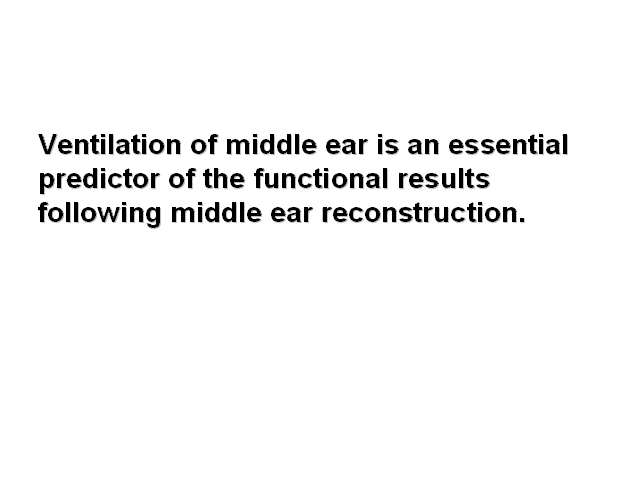 Ventilation of middle ear is an essential
predictor of the functional results
following middle ear reconstruction.